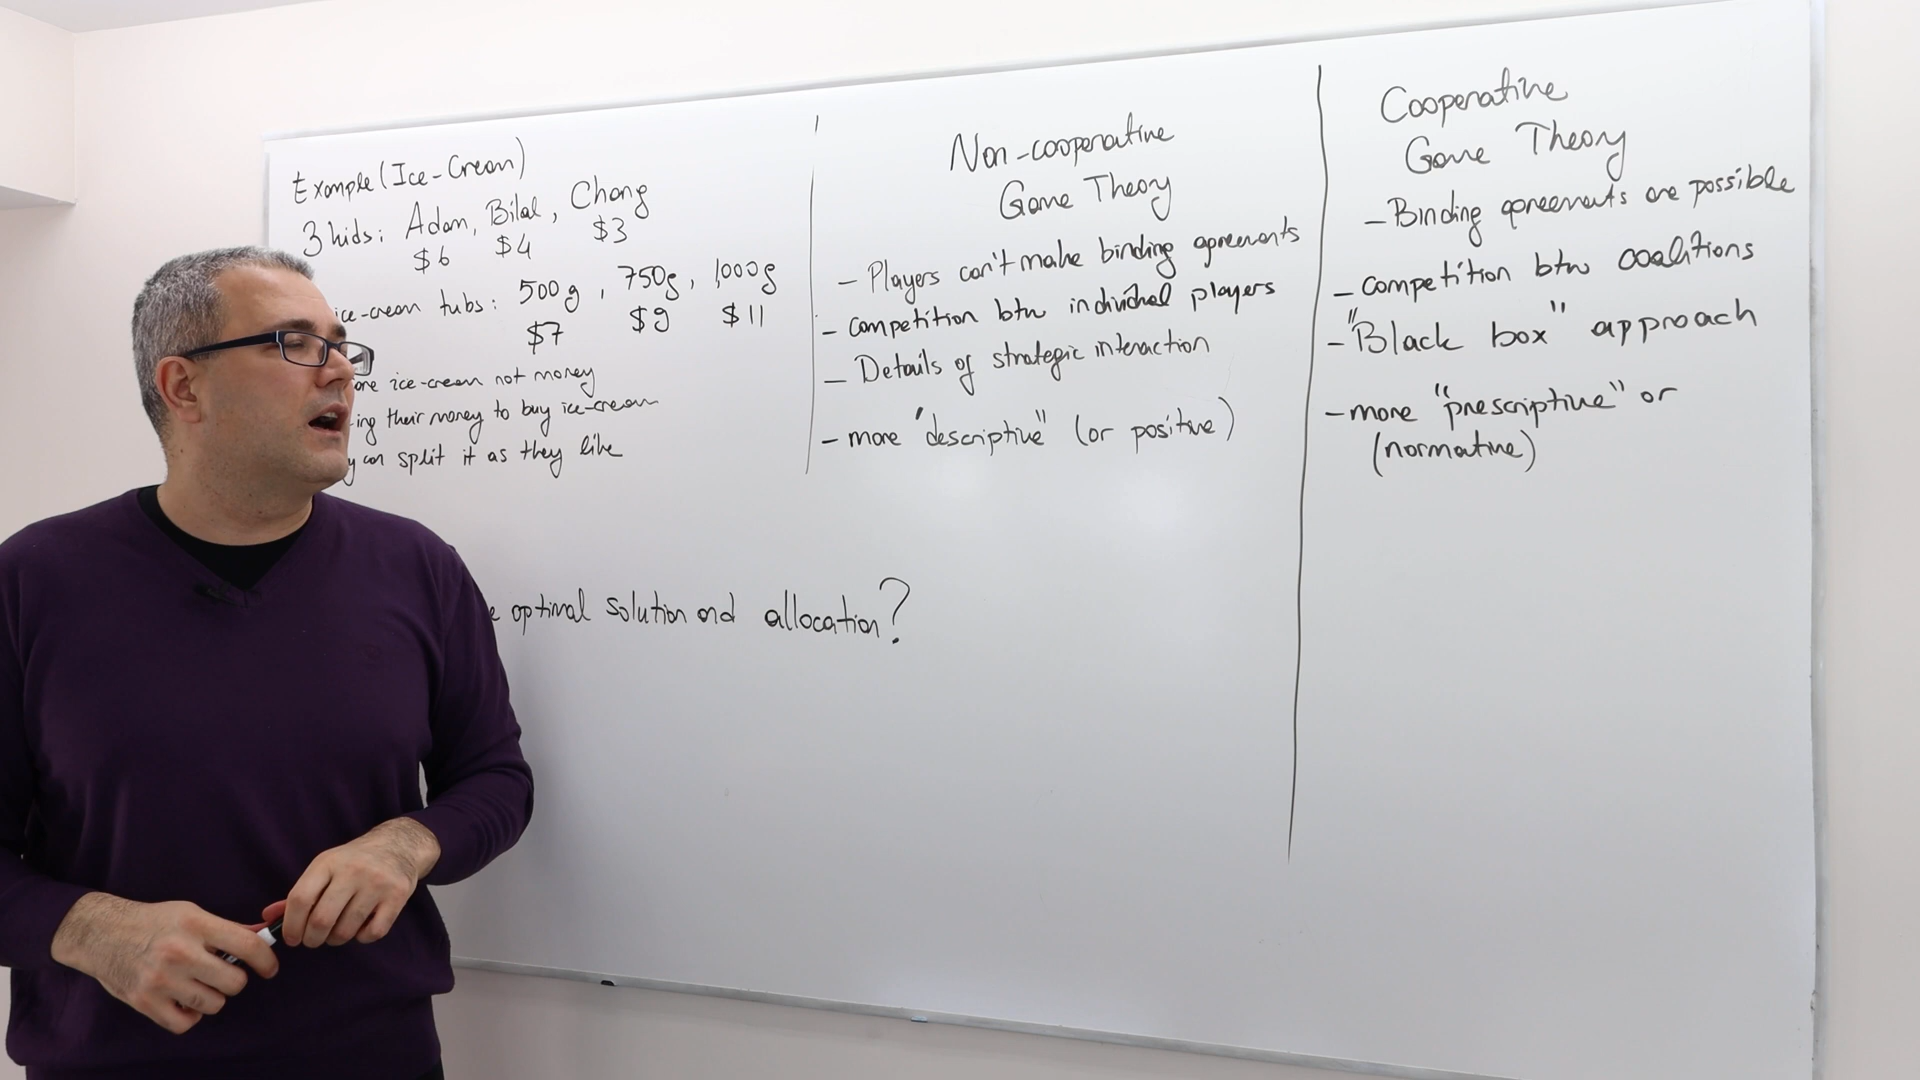 Example (Ice-Cream)
3 kids: Adam, Bilal, Chang
$6 $4 $3
ice-cream tubs: 500g, 750g, 1000g
$7 $9 $11
ice-cream not money
their money to buy ice-cream
can split it as they like
optimal solution and allocation?
Non-cooperative
Game Theory
- Players can't make binding agreements
- competition btw individual players
- Details of strategic interaction
- more "descriptive" (or positive)
Cooperative
Game Theory
- Binding agreements are possible
- competition btw coalitions
- "Black box" approach
- more "prescriptive" or
(normative)